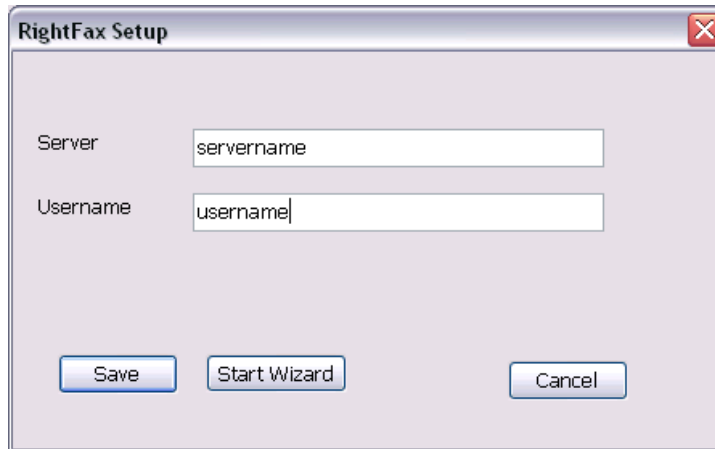 RightFax Setup
Server
servername
Username
username
Save
Start Wizard
Cancel